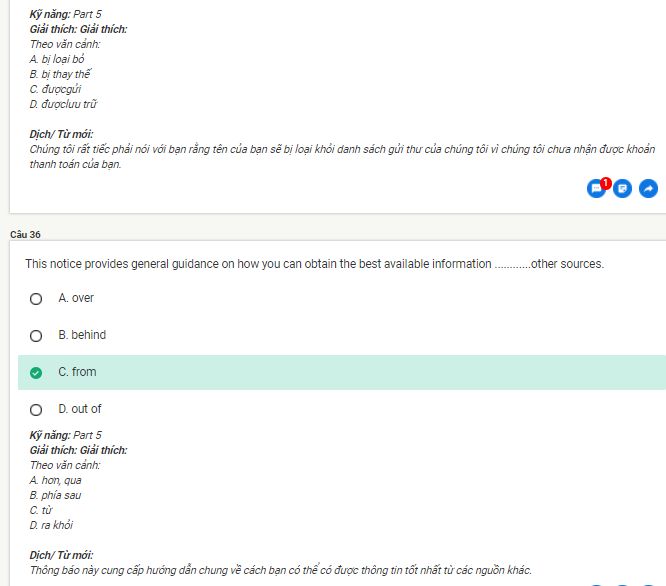 Kỹ năng: Part 5
Giải thích: Giải thích:
Theo văn cảnh:
A. bị loại bỏ
B. bị thay thế
C. đượcgửi
D. đượclưu trữ
Dịch/ Từ mới:
Chúng tôi rất tiếc phải nói với bạn rằng tên của bạn sẽ bị loại khỏi danh sách gửi thư của chúng tôi vì chúng tôi chưa nhận được khoản
thanh toán của bạn.
1
Câu 36
This notice provides general guidance on how you can obtain the best available information ............other sources.
A. over
B. behind
C. from
D. out of
Kỹ năng: Part 5
Giải thích: Giải thích:
Theo văn cảnh:
A. hơn, qua
B. phía sau
C. từ
D. ra khỏi
Dịch/ Từ mới:
Thông báo này cung cấp hướng dẫn chung về cách bạn có thể có được thông tin tốt nhất từ các nguồn khác.